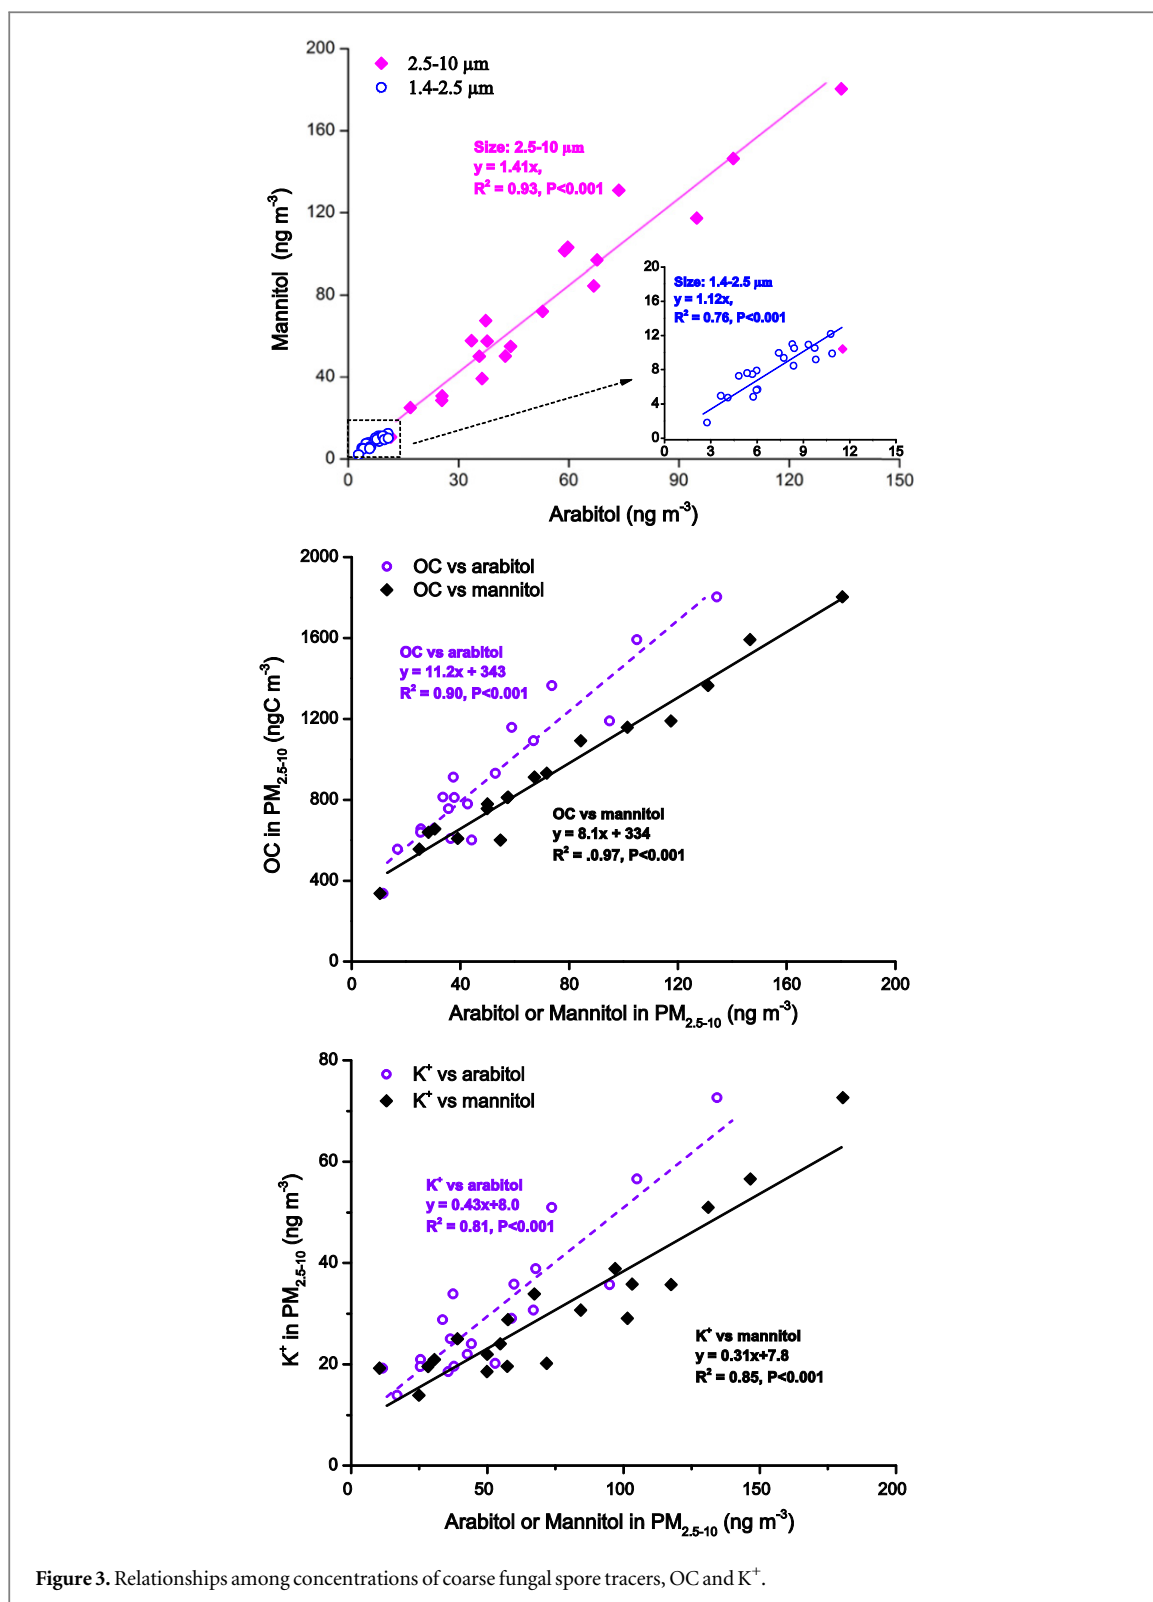 200
160
120
80
40
0
Mannitol (ng m⁻³)
2.5-10 μm
1.4-2.5 μm
Size: 2.5-10 μm
y = 1.41x,
R² = 0.93, P<0.001
20
16
12
8
4
0
Size: 1.4-2.5 μm
y = 1.12x,
R² = 0.76, P<0.001
0 3 6 9 12 15
0 30 60 90 120 150
Arabitol (ng m⁻³)
2000
1600
1200
800
400
0
OC in PM₂.₅₋₁₀ (ngC m⁻³)
OC vs arabitol
OC vs mannitol
OC vs arabitol
y = 11.2x + 343
R² = 0.90, P<0.001
OC vs mannitol
y = 8.1x + 334
R² = .0.97, P<0.001
0 40 80 120 160 200
Arabitol or Mannitol in PM₂.₅₋₁₀ (ng m⁻³)
80
60
40
20
0
K⁺ in PM₂.₅₋₁₀ (ng m⁻³)
K⁺ vs arabitol
K⁺ vs mannitol
K⁺ vs arabitol
y = 0.43x+8.0
R² = 0.81, P<0.001
K⁺ vs mannitol
y = 0.31x+7.8
R² = 0.85, P<0.001
0 50 100 150 200
Arabitol or Mannitol in PM₂.₅₋₁₀ (ng m⁻³)
Figure 3. Relationships among concentrations of coarse fungal spore tracers, OC and K⁺.